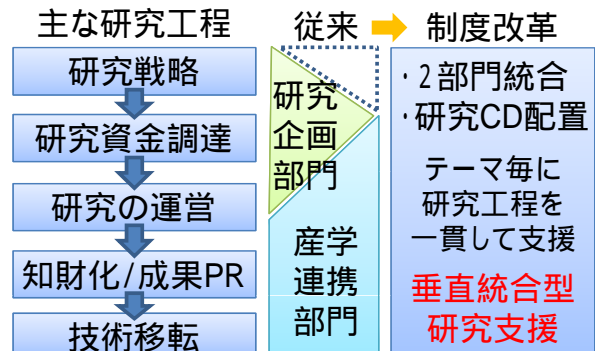 主な研究工程
研究戦略
研究資金調達
研究の運営
知財化/成果PR
技術移転
従来
研究
企画
部門
産学
連携
部門
制度改革
・2部門統合
・研究CD配置
テーマ毎に
研究工程を
一貫して支援
垂直統合型
研究支援